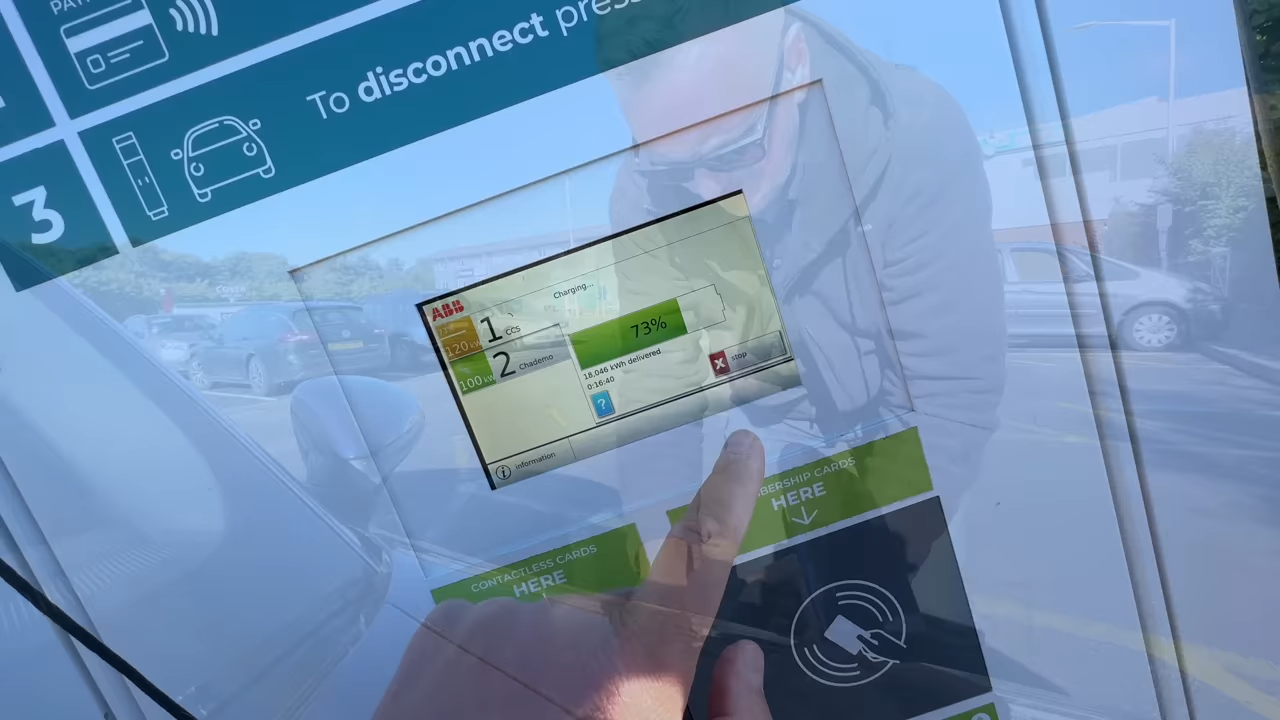 To disconnect press
3
ABB
Charging...
1 CCS
120 kW
2 Chademo
100 kW
73%
18,046 kWh delivered
0:16:40
stop
?
information
CONTACTLESS CARDS
HERE
CARDS
HERE